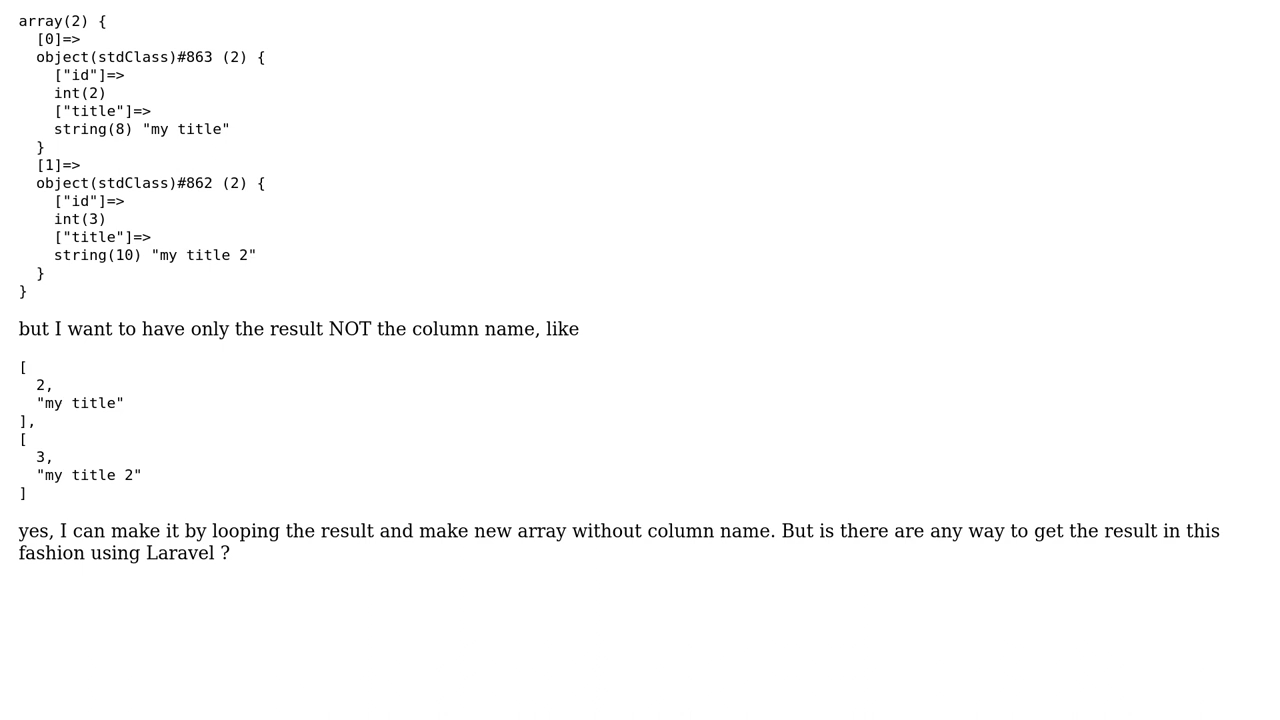 array(2) {
  [0]=>
  object(stdClass)#863 (2) {
    ["id"]=>
    int(2)
    ["title"]=>
    string(8) "my title"
  }
  [1]=>
  object(stdClass)#862 (2) {
    ["id"]=>
    int(3)
    ["title"]=>
    string(10) "my title 2"
  }
}
but I want to have only the result NOT the column name, like
[
  2,
  "my title"
],
[
  3,
  "my title 2"
]
yes, I can make it by looping the result and make new array without column name. But is there are any way to get the result in this
fashion using Laravel ?